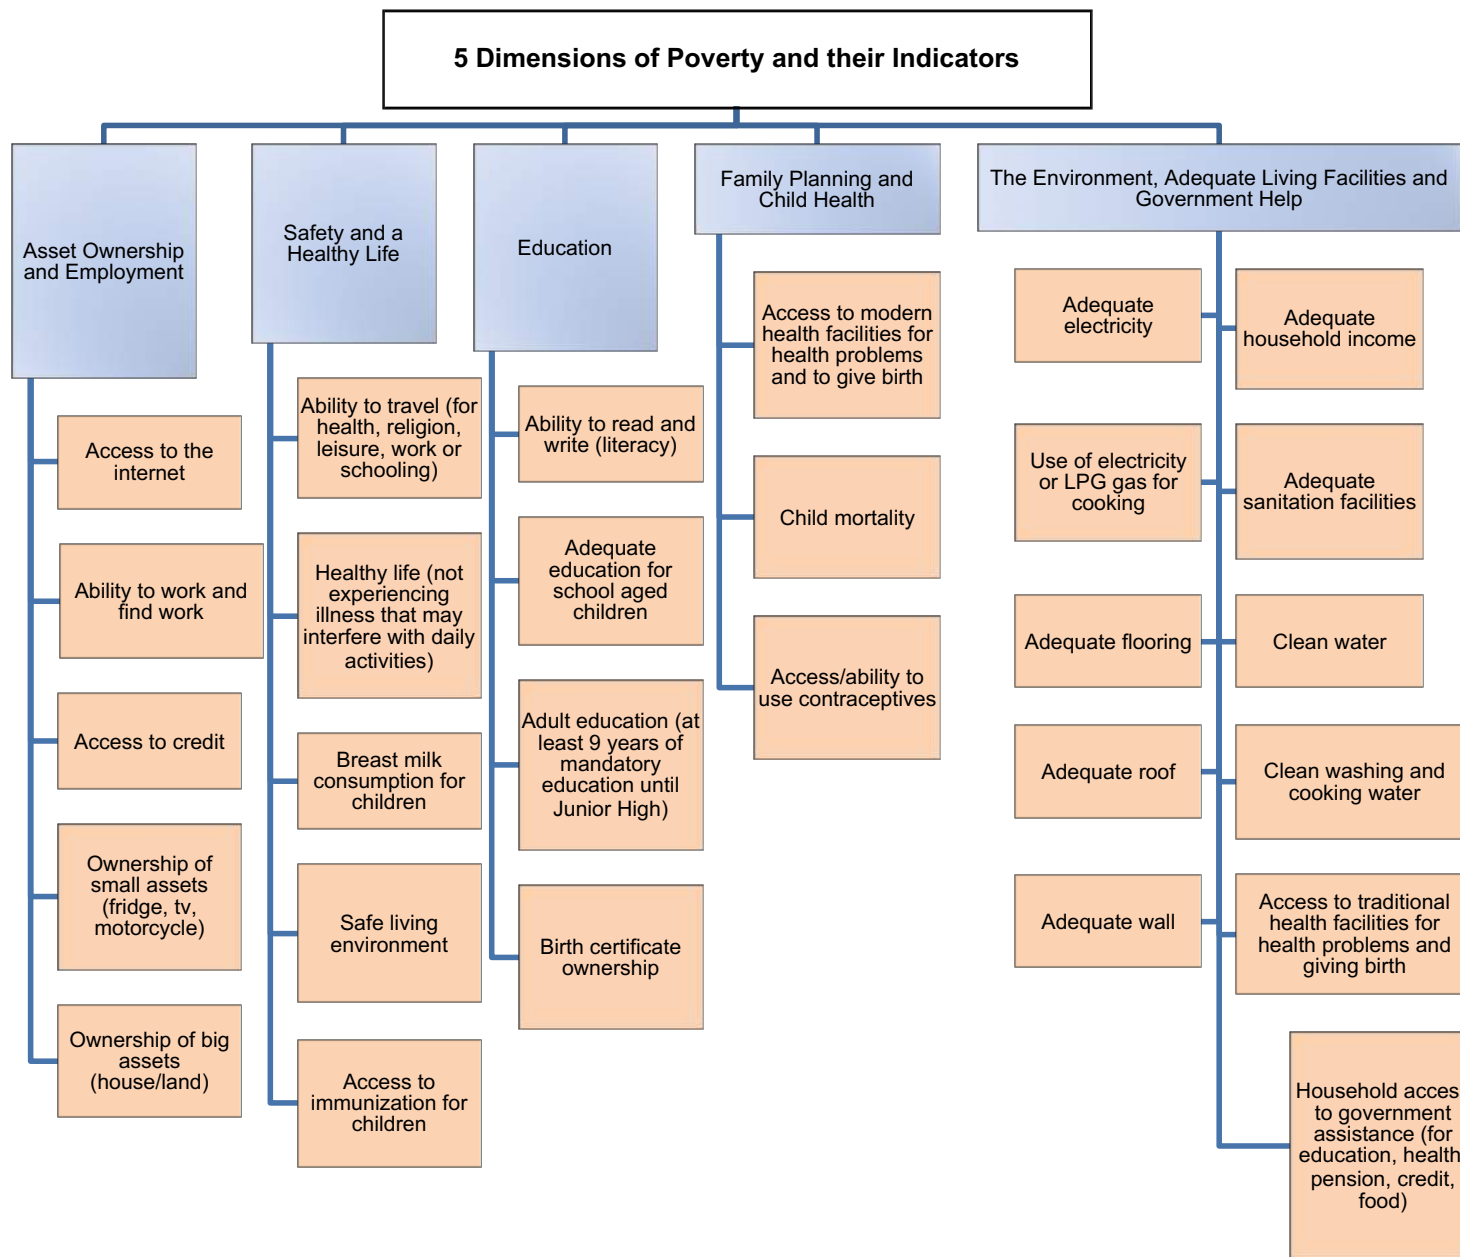 5 Dimensions of Poverty and their Indicators
Asset Ownership
and Employment
Access to the
internet
Ability to work and
find work
Access to credit
Ownership of
small assets
(fridge, tv,
motorcycle)
Ownership of big
assets
(house/land)
Safety and a
Healthy Life
Ability to travel (for
health, religion,
leisure, work or
schooling)
Healthy life (not
experiencing
illness that may
interfere with daily
activities)
Breast milk
consumption for
children
Safe living
environment
Access to
immunization for
children
Education
Ability to read and
write (literacy)
Adequate
education for
school aged
children
Adult education (at
least 9 years of
mandatory
education until
Junior High)
Birth certificate
ownership
Family Planning and
Child Health
Access to modern
health facilities for
health problems
and to give birth
Child mortality
Access/ability to
use contraceptives
The Environment, Adequate Living Facilities and
Government Help
Adequate
electricity
Adequate
household income
Use of electricity
or LPG gas for
cooking
Adequate
sanitation facilities
Adequate flooring
Clean water
Adequate roof
Clean washing and
cooking water
Adequate wall
Access to traditional
health facilities for
health problems and
giving birth
Household acces
to government
assistance (for
education, health
pension, credit,
food)